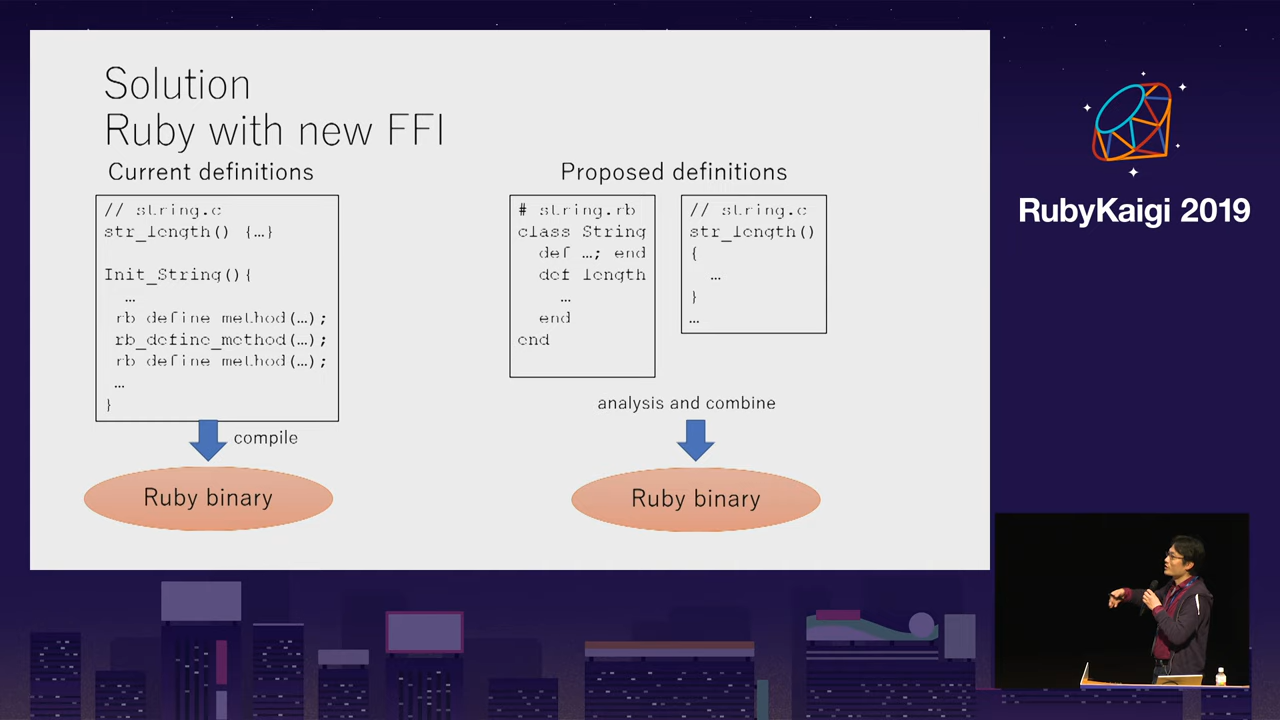 Solution
Ruby with new FFI
Current definitions
// string.c
str_length() {…}
Init_String(){
…
rb_define_method(…);
rb_define_method(…);
rb_define_method(…);
…
}
compile
Ruby binary
Proposed definitions
# string.rb
class String
def …; end
def length
…
end
end
// string.c
str_length()
{
…
}
…
analysis and combine
Ruby binary
RubyKaigi 2019